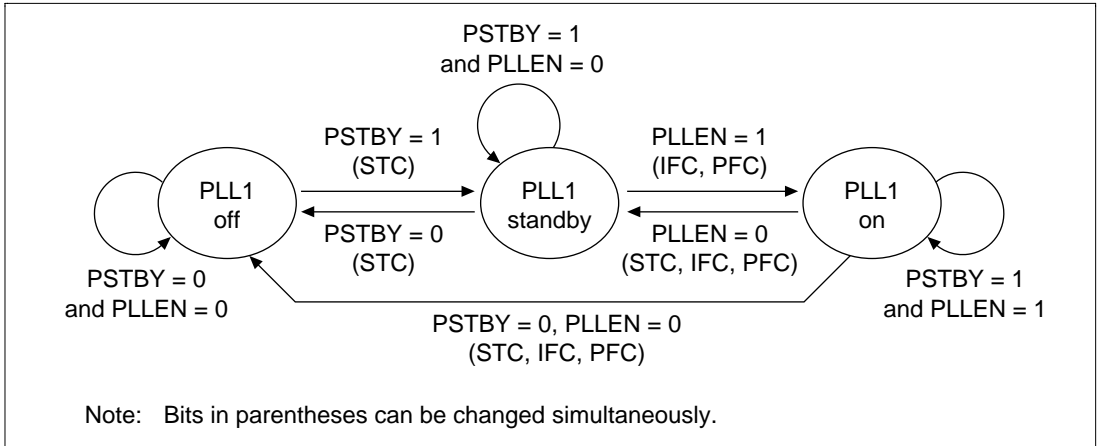 PSTBY = 1
and PLLEN = 0
PSTBY = 1
(STC)
PLLEN = 1
(IFC, PFC)
PLL1
off
PLL1
standby
PLL1
on
PSTBY = 0
(STC)
PLLEN = 0
(STC, IFC, PFC)
PSTBY = 0
and PLLEN = 0
PSTBY = 1
and PLLEN = 1
PSTBY = 0, PLLEN = 0
(STC, IFC, PFC)
Note: Bits in parentheses can be changed simultaneously.